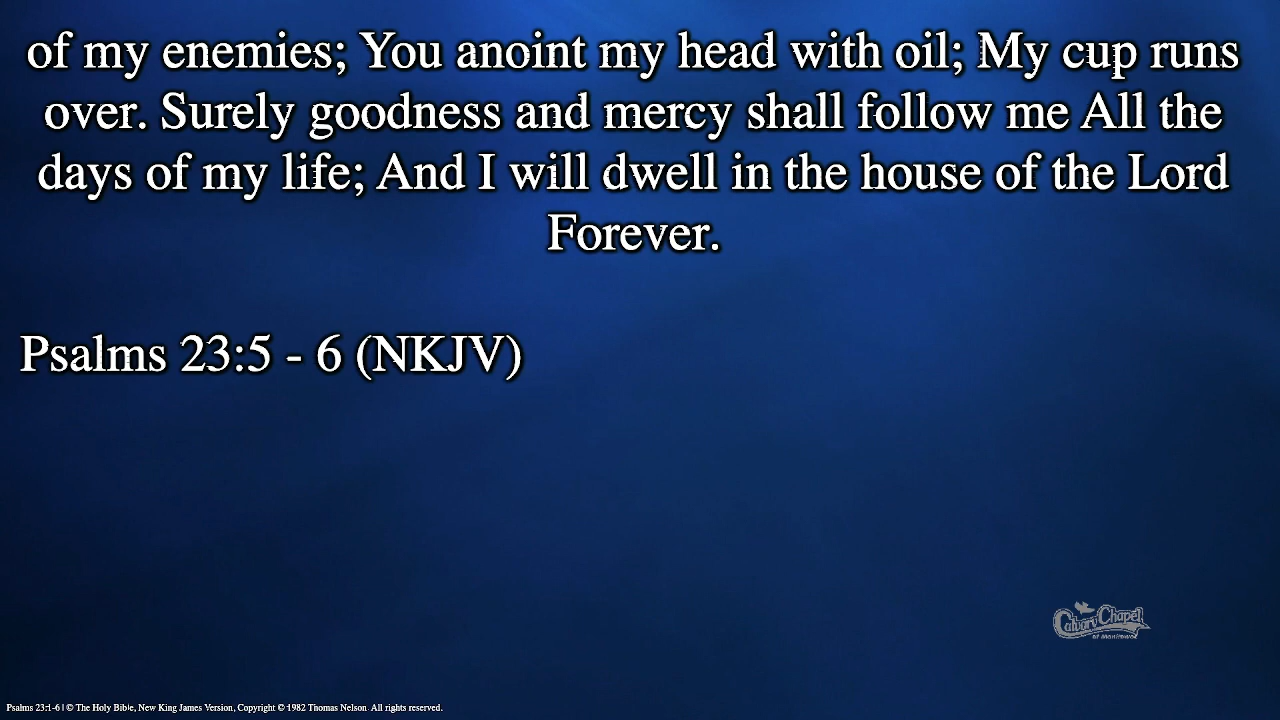 of my enemies; You anoint my head with oil; My cup runs
over. Surely goodness and mercy shall follow me All the
days of my life; And I will dwell in the house of the Lord
Forever.
Psalms 23:5 - 6 (NKJV)
Calvary Chapel
of Manitowoc
Psalms 23:1-6 | © The Holy Bible, New King James Version, Copyright © 1982 Thomas Nelson. All rights reserved.